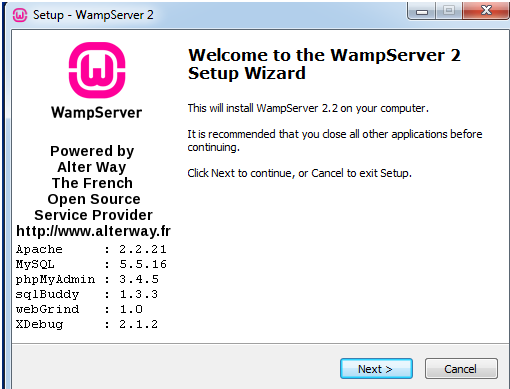 Setup - WampServer 2
WampServer
Powered by
Alter Way
The French
Open Source
Service Provider
http://www.alterway.fr
Apache : 2.2.21
MySQL : 5.5.16
phpMyAdmin : 3.4.5
sqlBuddy : 1.3.3
webGrind : 1.0
XDebug : 2.1.2
Welcome to the WampServer 2
Setup Wizard
This will install WampServer 2.2 on your computer.
It is recommended that you close all other applications before
continuing.
Click Next to continue, or Cancel to exit Setup.
Next >
Cancel